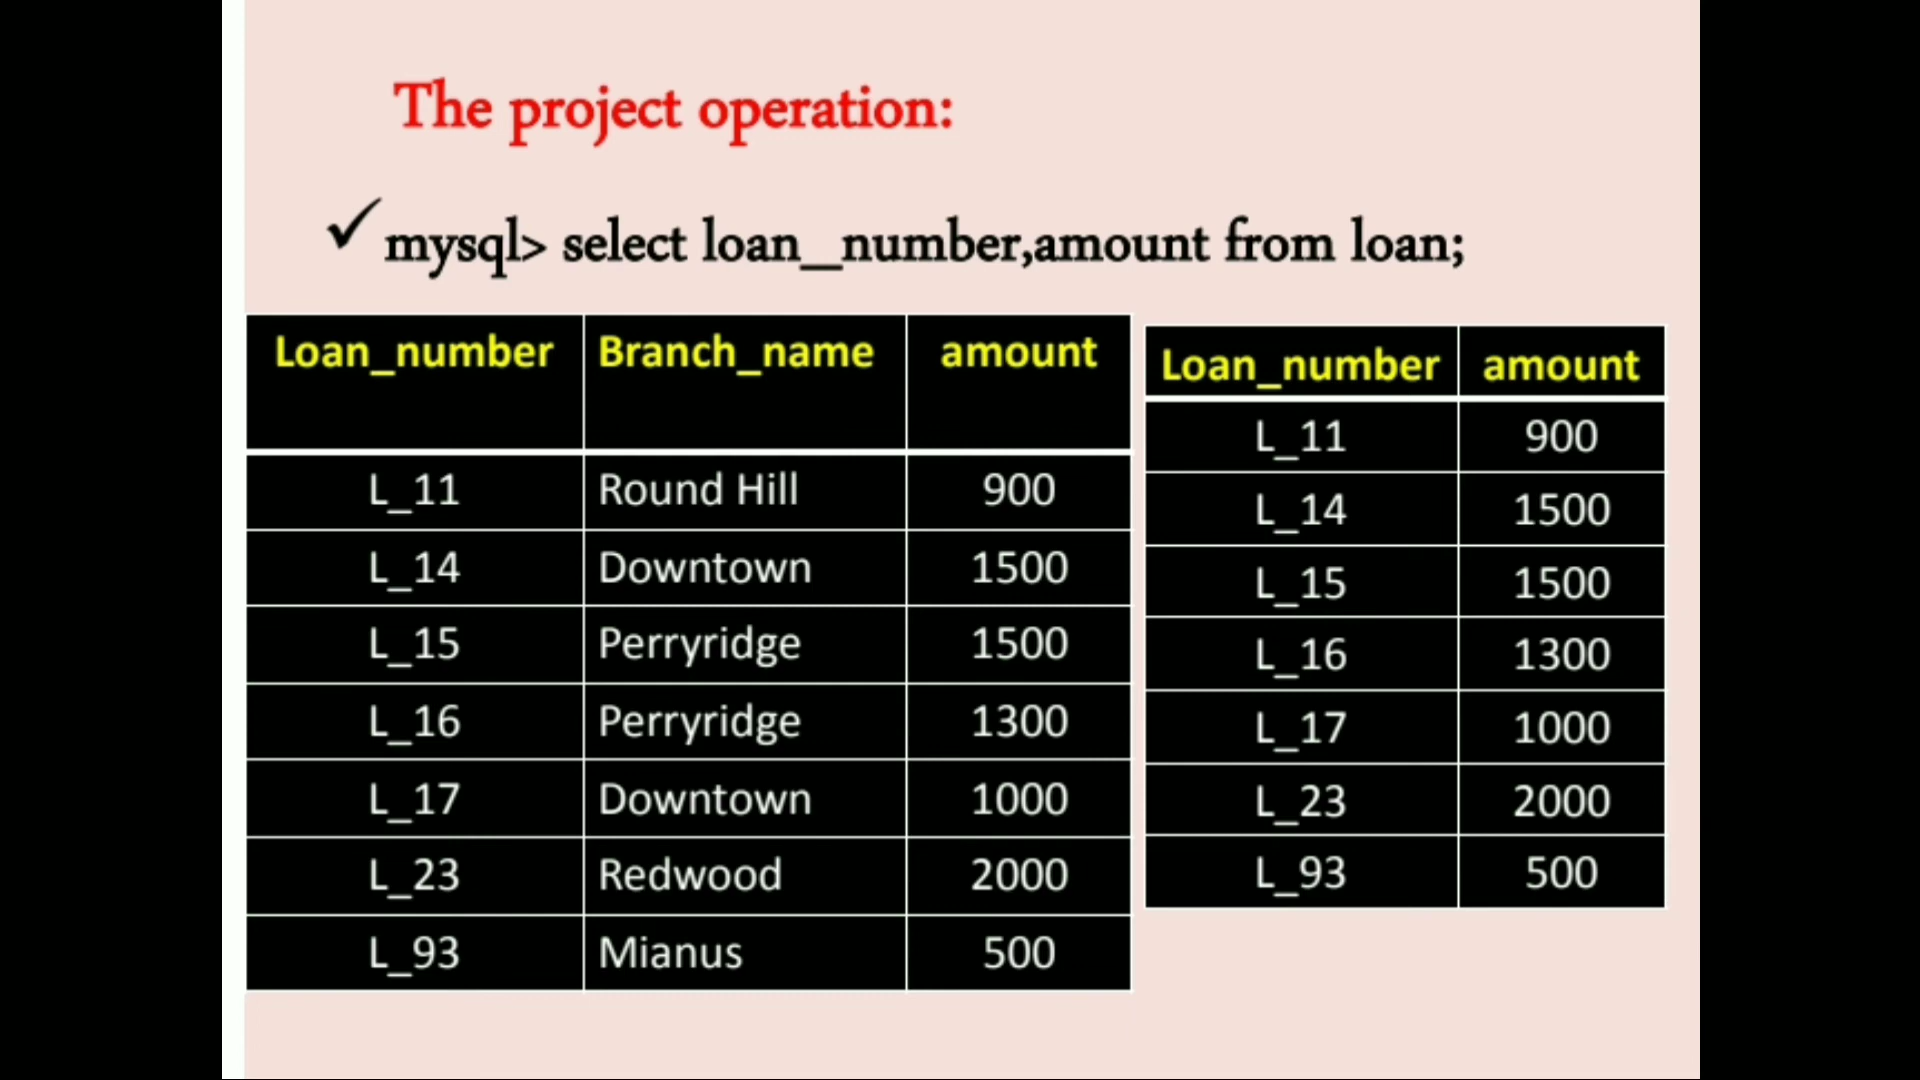 The project operation:
✓mysql> select loan_number,amount from loan;
Loan_number Branch_name amount
L_11 Round Hill 900
L_14 Downtown 1500
L_15 Perryridge 1500
L_16 Perryridge 1300
L_17 Downtown 1000
L_23 Redwood 2000
L_93 Mianus 500
Loan_number amount
L_11 900
L_14 1500
L_15 1500
L_16 1300
L_17 1000
L_23 2000
L_93 500